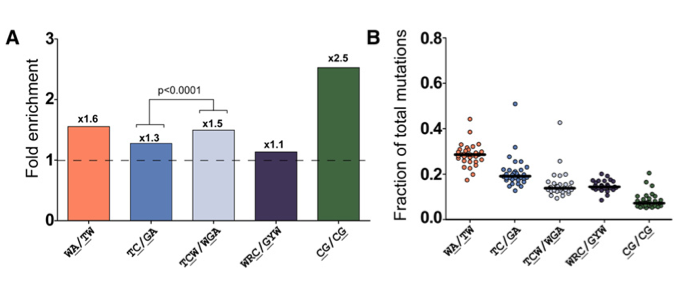 A
Fold enrichment
3
2
1
0
x1.6
x1.3
p<0.0001
x1.5
x1.1
x2.5
WA/TW
TC/GA
TCW/WGA
WRC/GYW
CG/CG
B
Fraction of total mutations
0.8
0.6
0.4
0.2
0.0
WA/TW
TC/GA
TCW/WGA
WRC/GYW
CG/CG